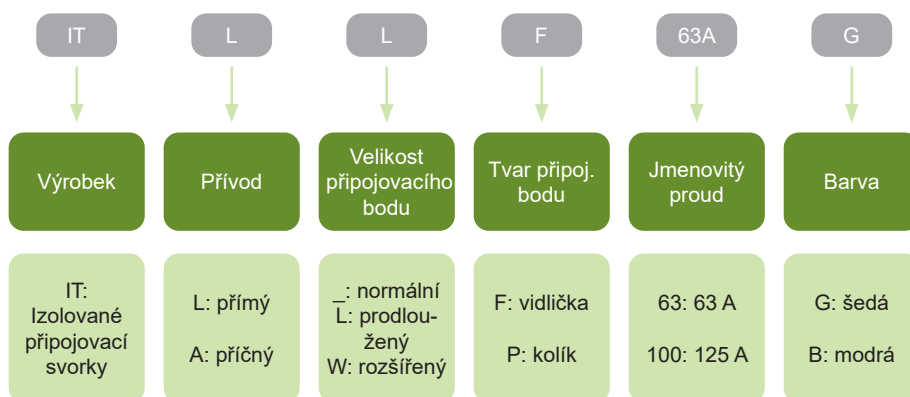 IT
L
L
F
63A
G
Výrobek
Přívod
Velikost
připojovacího
bodu
Tvar připoj.
bodu
Jmenovitý
proud
Barva
IT:
Izolované
připojovací
svorky
L: přímý
A: příčný
_: normální
L: prodlou-
žený
W: rozšířený
F: vidlička
P: kolík
63: 63 A
100: 125 A
G: šedá
B: modrá